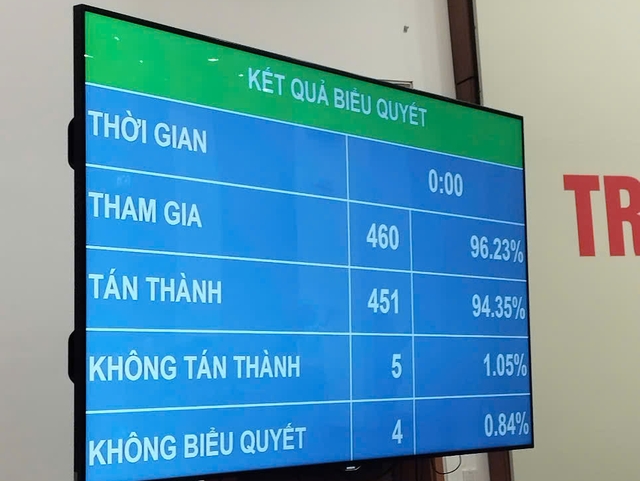 KẾT QUẢ BIỂU QUYẾT
THỜI GIAN 0:00
THAM GIA 460 96.23%
TÁN THÀNH 451 94.35%
KHÔNG TÁN THÀNH 5 1.05%
KHÔNG BIỂU QUYẾT 4 0.84%
TR